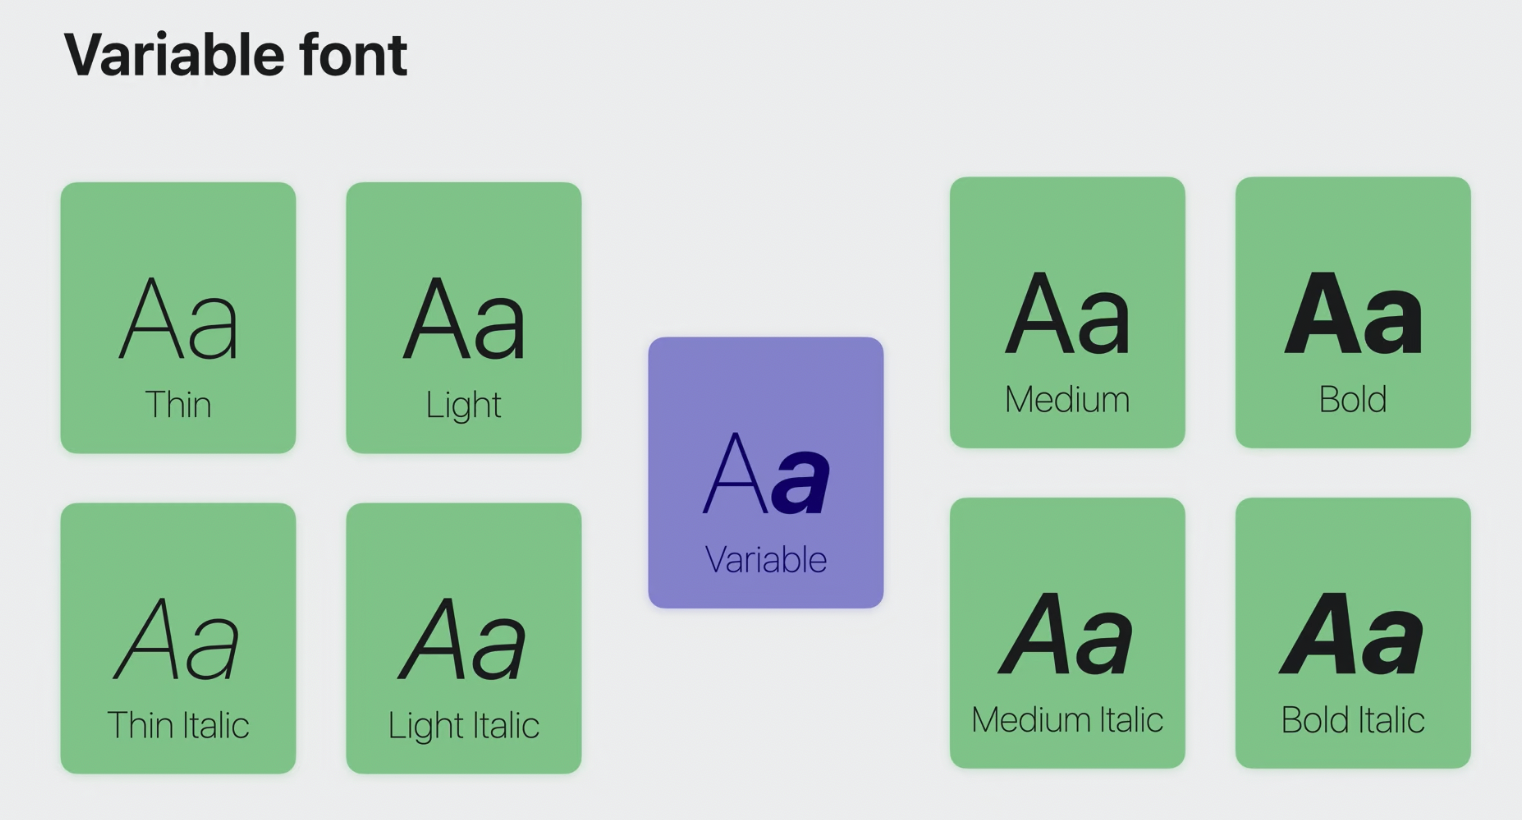 Variable font
Aa
Thin
Aa
Light
Aa
Medium
Aa
Bold
Aa
Variable
Aa
Thin Italic
Aa
Light Italic
Aa
Medium Italic
Aa
Bold Italic